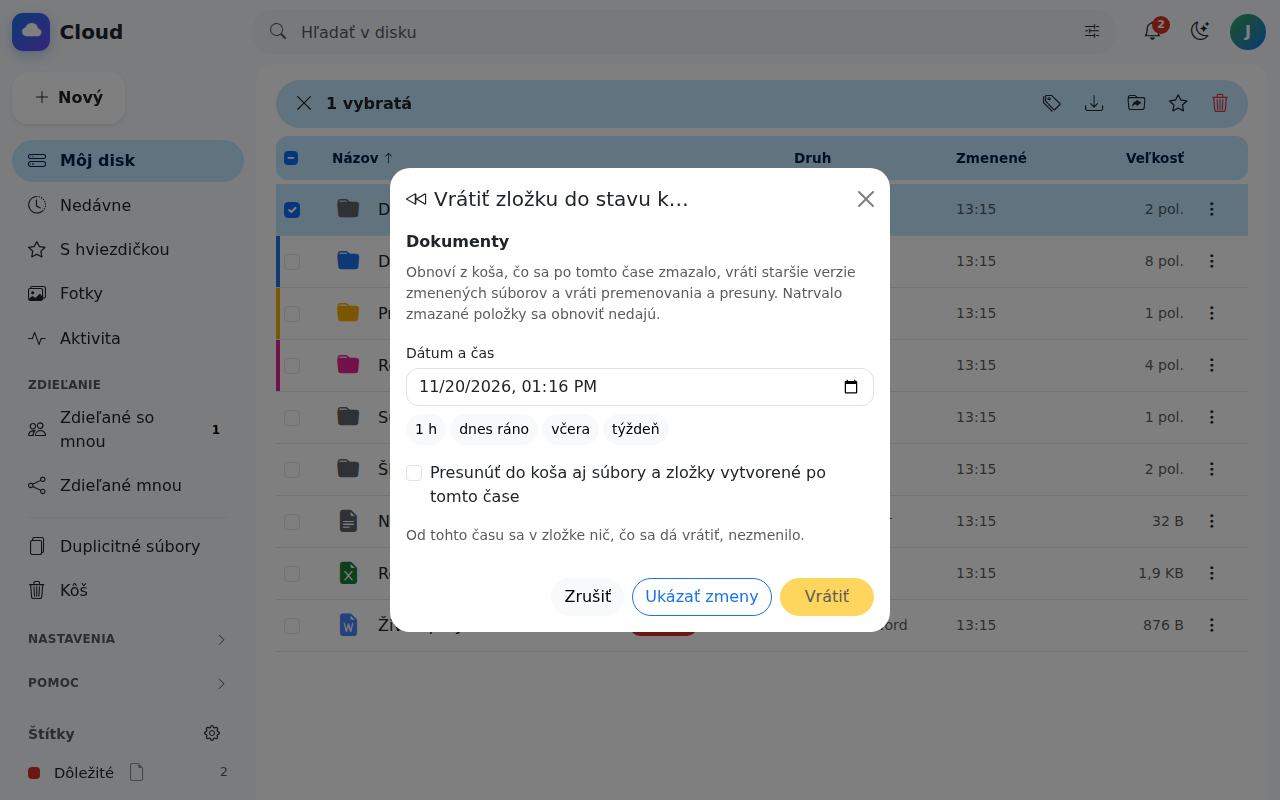 Cloud
Hľadať v disku
2
J
Nový
1 vybratá
Môj disk
Nedávne
S hviezdičkou
Fotky
Aktivita
ZDIEĽANIE
Zdieľané so
mnou
1
Zdieľané mnou
Duplicitné súbory
Kôš
NASTAVENIA
POMOC
Štítky
Dôležité
2
Názov ↑
Druh
Zmenené
Veľkosť
13:15
2 pol.
13:15
8 pol.
13:15
1 pol.
13:15
4 pol.
13:15
1 pol.
13:15
2 pol.
13:15
32 B
13:15
1,9 KB
13:15
876 B
Vrátiť zložku do stavu k...
Dokumenty
Obnoví z koša, čo sa po tomto čase zmazalo, vráti staršie verzie
zmenených súborov a vráti premenovania a presuny. Natrvalo
zmazané položky sa obnoviť nedajú.
Dátum a čas
11/20/2026, 01:16 PM
1 h
dnes ráno
včera
týždeň
Presunúť do koša aj súbory a zložky vytvorené po
tomto čase
Od tohto času sa v zložke nič, čo sa dá vrátiť, nezmenilo.
Zrušiť
Ukázať zmeny
Vrátiť